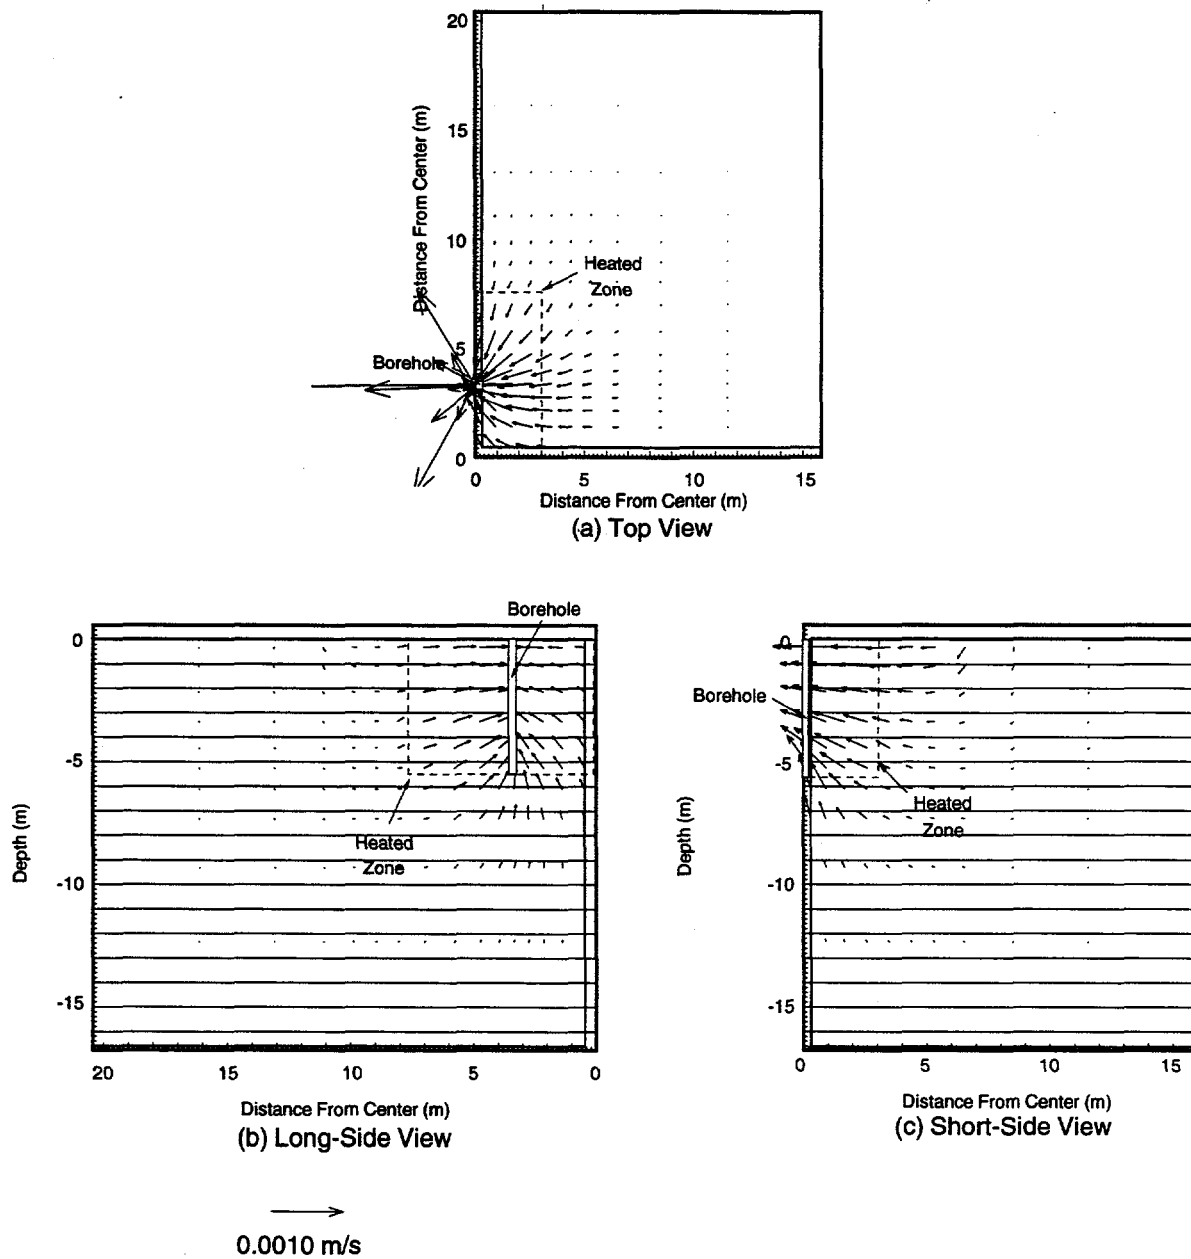 20
15
Distance From Center (m)
10
Heated
Zone
5
Borehole
0
0 5 10 15
Distance From Center (m)
(a) Top View
Borehole
0
-5
-10
-15
Depth (m)
Heated
Zone
20 15 10 5 0
Distance From Center (m)
(b) Long-Side View
0
Borehole
-5
Heated
Zone
Depth (m)
-10
-15
0 5 10 15
Distance From Center (m)
(c) Short-Side View
0.0010 m/s